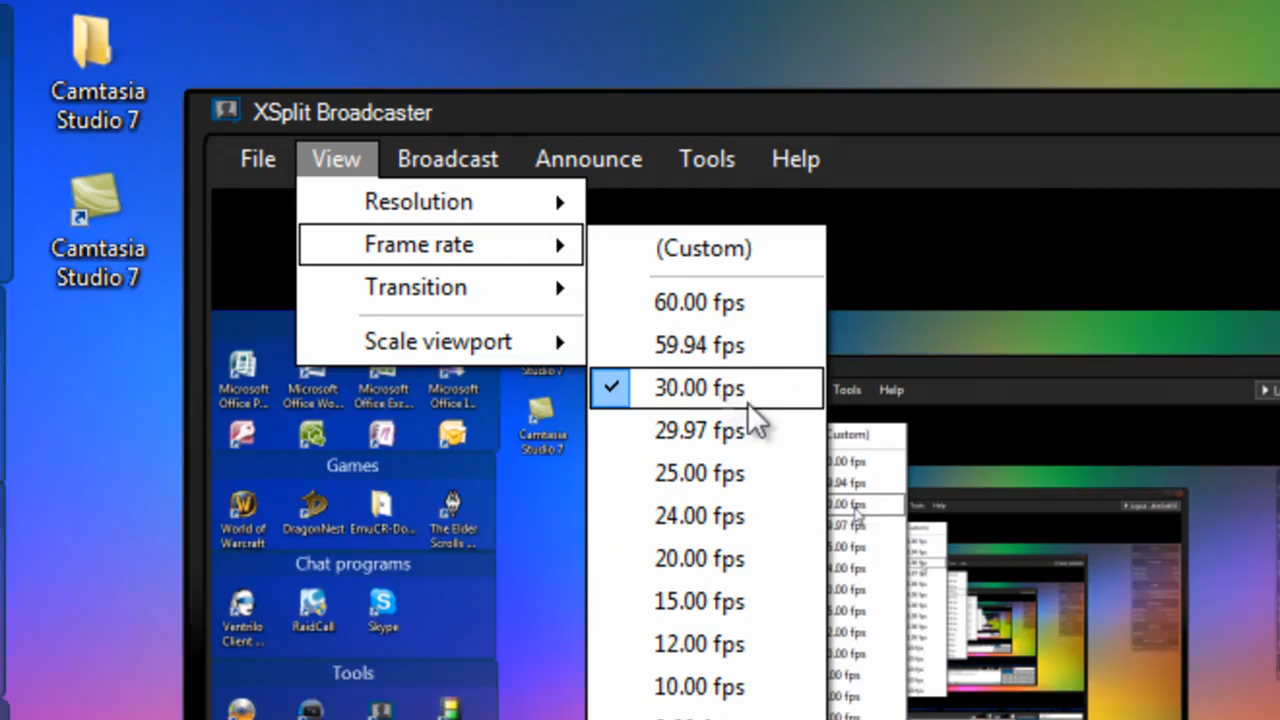 Camtasia
Studio 7
Camtasia
Studio 7
XSplit Broadcaster
File View Broadcast Announce Tools Help
Resolution
Frame rate
Transition
Scale viewport
(Custom)
60.00 fps
59.94 fps
30.00 fps
29.97 fps
25.00 fps
24.00 fps
20.00 fps
15.00 fps
12.00 fps
10.00 fps
Microsoft
Office P...
Microsoft
Office Wo...
Microsoft
Office Exc...
Microsoft
Office I...
Studio 7
Camtasia
Studio 7
Games
World of
Warcraft
DragonNest
EmuCR-Do...
The Elder
Scrolls ...
Chat programs
Ventrilo
Client ...
RaidCall
Skype
Tools
Tools Help